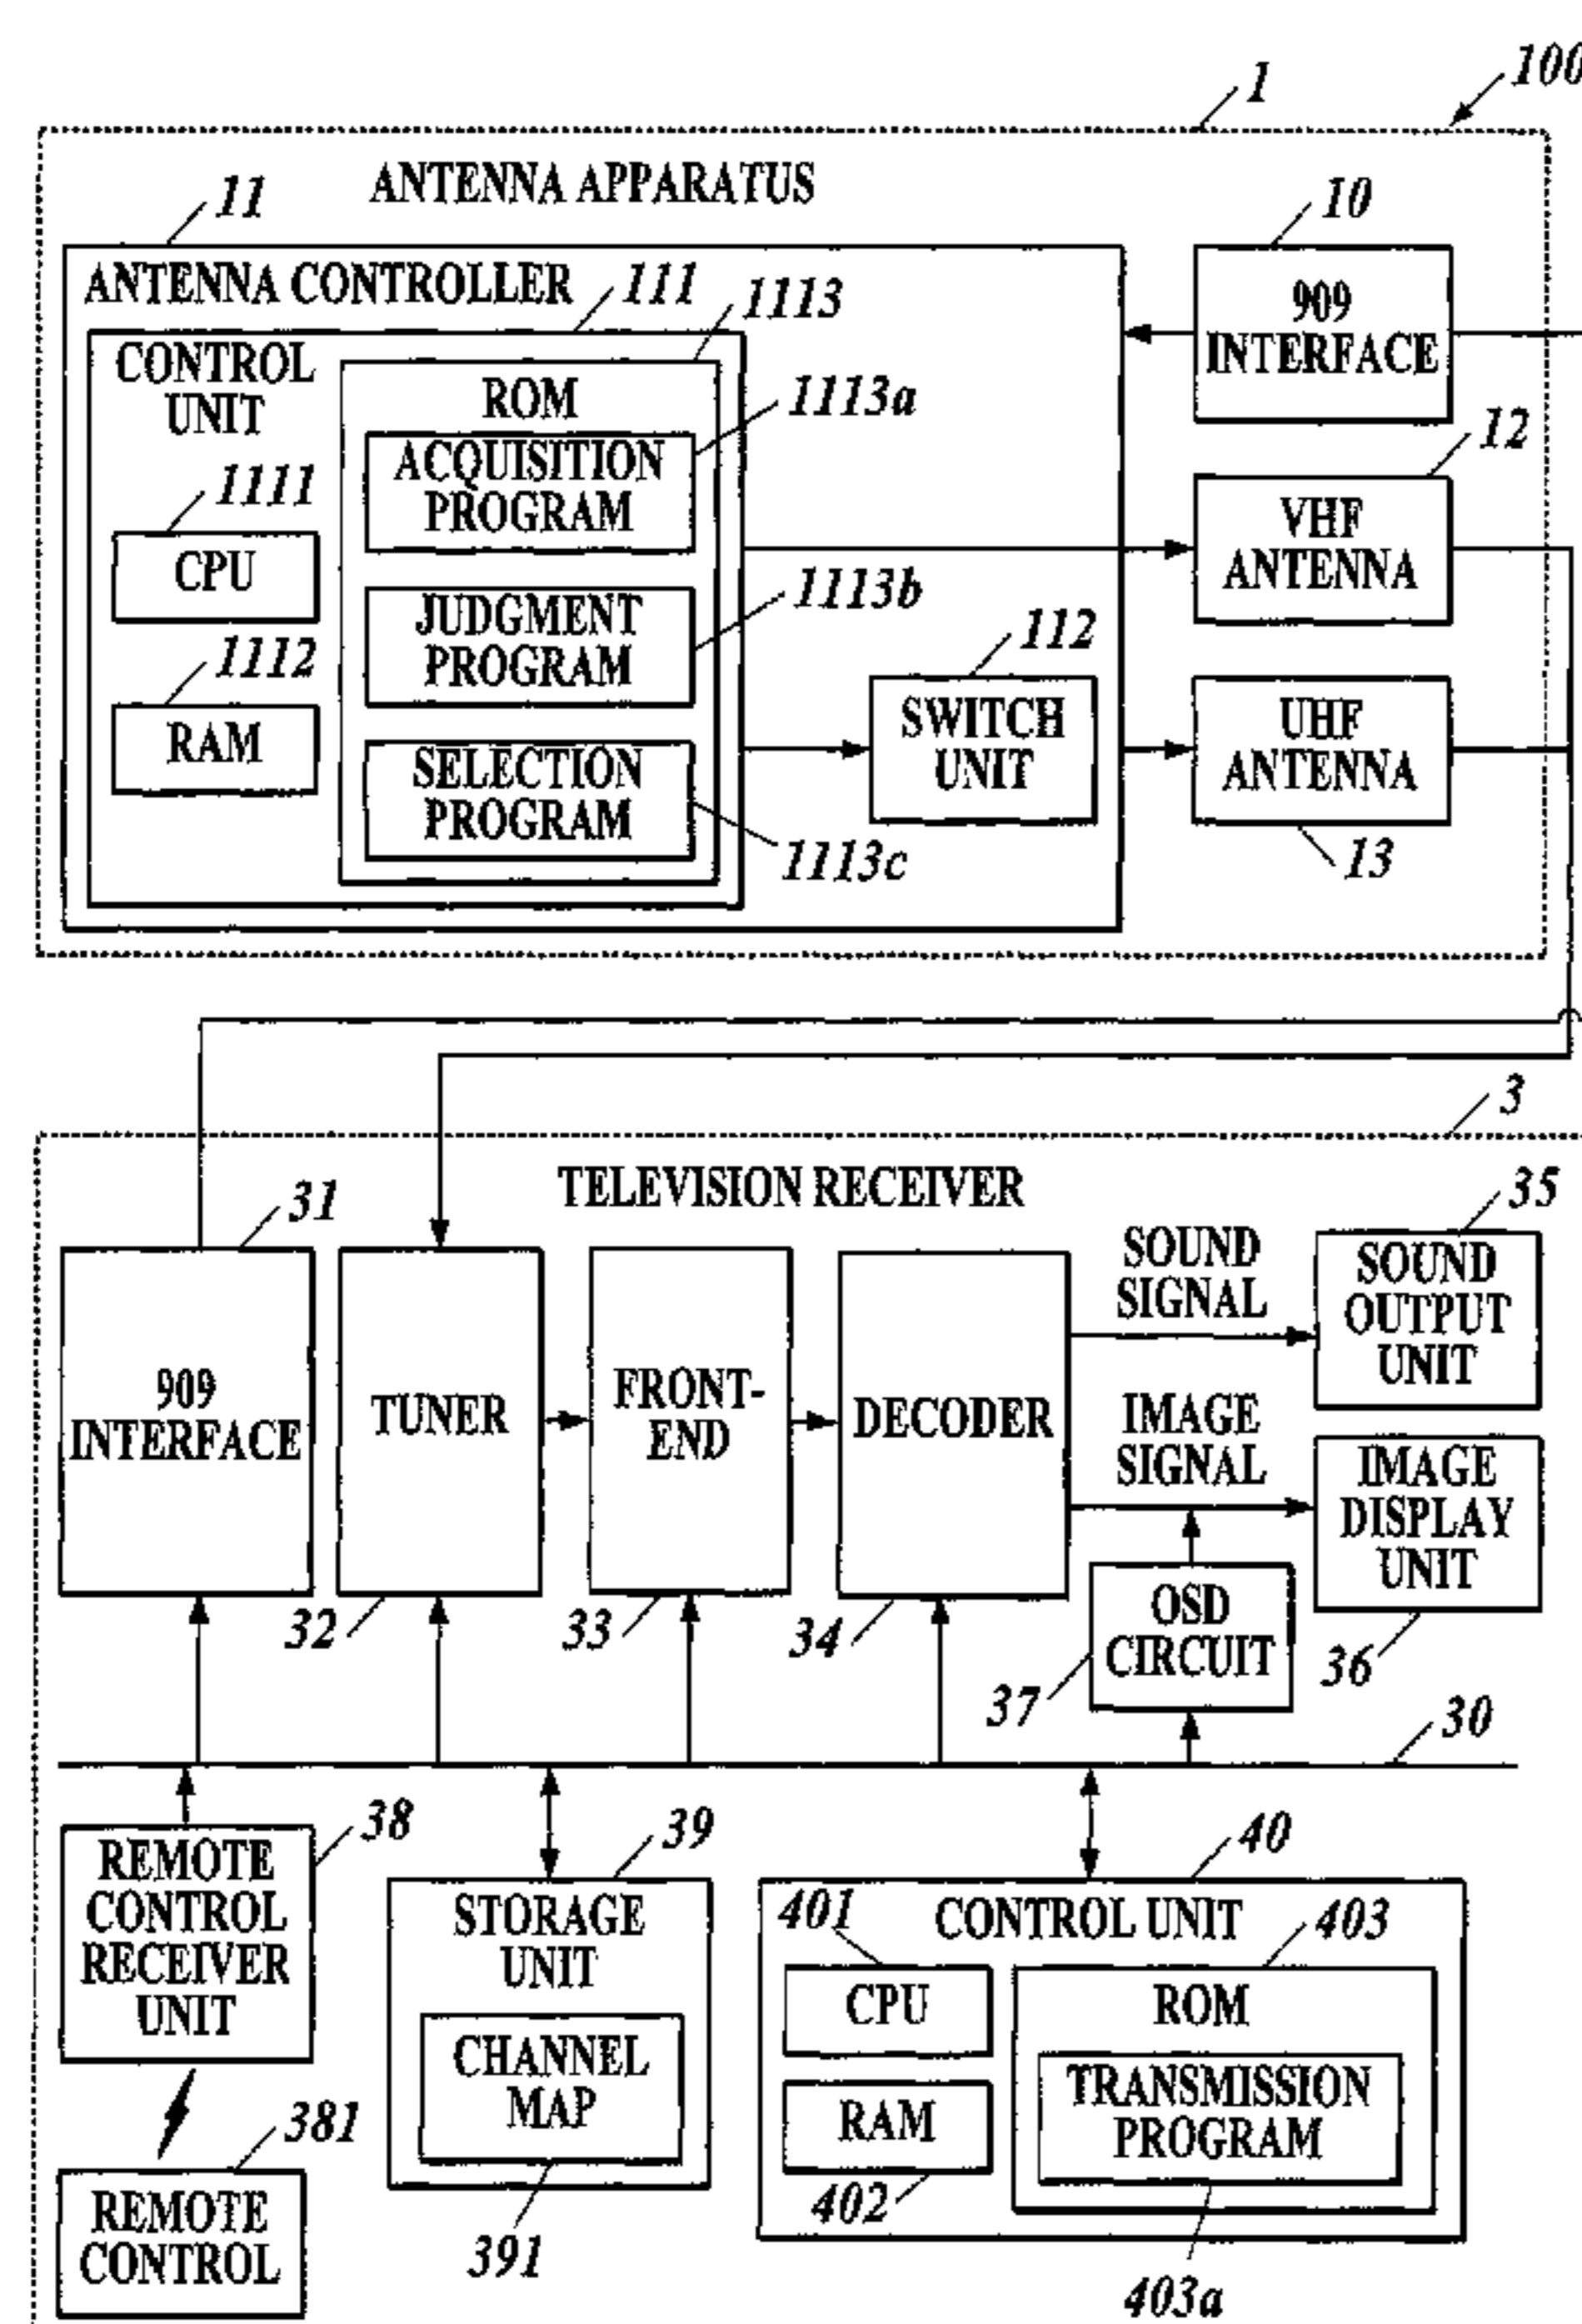 100
1
ANTENNA APPARATUS
11
10
ANTENNA CONTROLLER
111
1113
909
INTERFACE
CONTROL
UNIT
ROM
1113a
ACQUISITION
PROGRAM
12
1111
CPU
VHF
ANTENNA
1113b
JUDGMENT
PROGRAM
112
1112
RAM
SWITCH
UNIT
UHF
ANTENNA
SELECTION
PROGRAM
1113c
13
3
TELEVISION RECEIVER
31
35
SOUND
SIGNAL
SOUND
OUTPUT
UNIT
909
INTERFACE
TUNER
FRONT-
END
DECODER
IMAGE
SIGNAL
IMAGE
DISPLAY
UNIT
32
33
34
OSD
CIRCUIT
37
36
30
38
39
40
REMOTE
CONTROL
RECEIVER
UNIT
STORAGE
UNIT
401
CONTROL UNIT
403
CPU
ROM
CHANNEL
MAP
TRANSMISSION
PROGRAM
RAM
381
402
391
REMOTE
CONTROL
403a